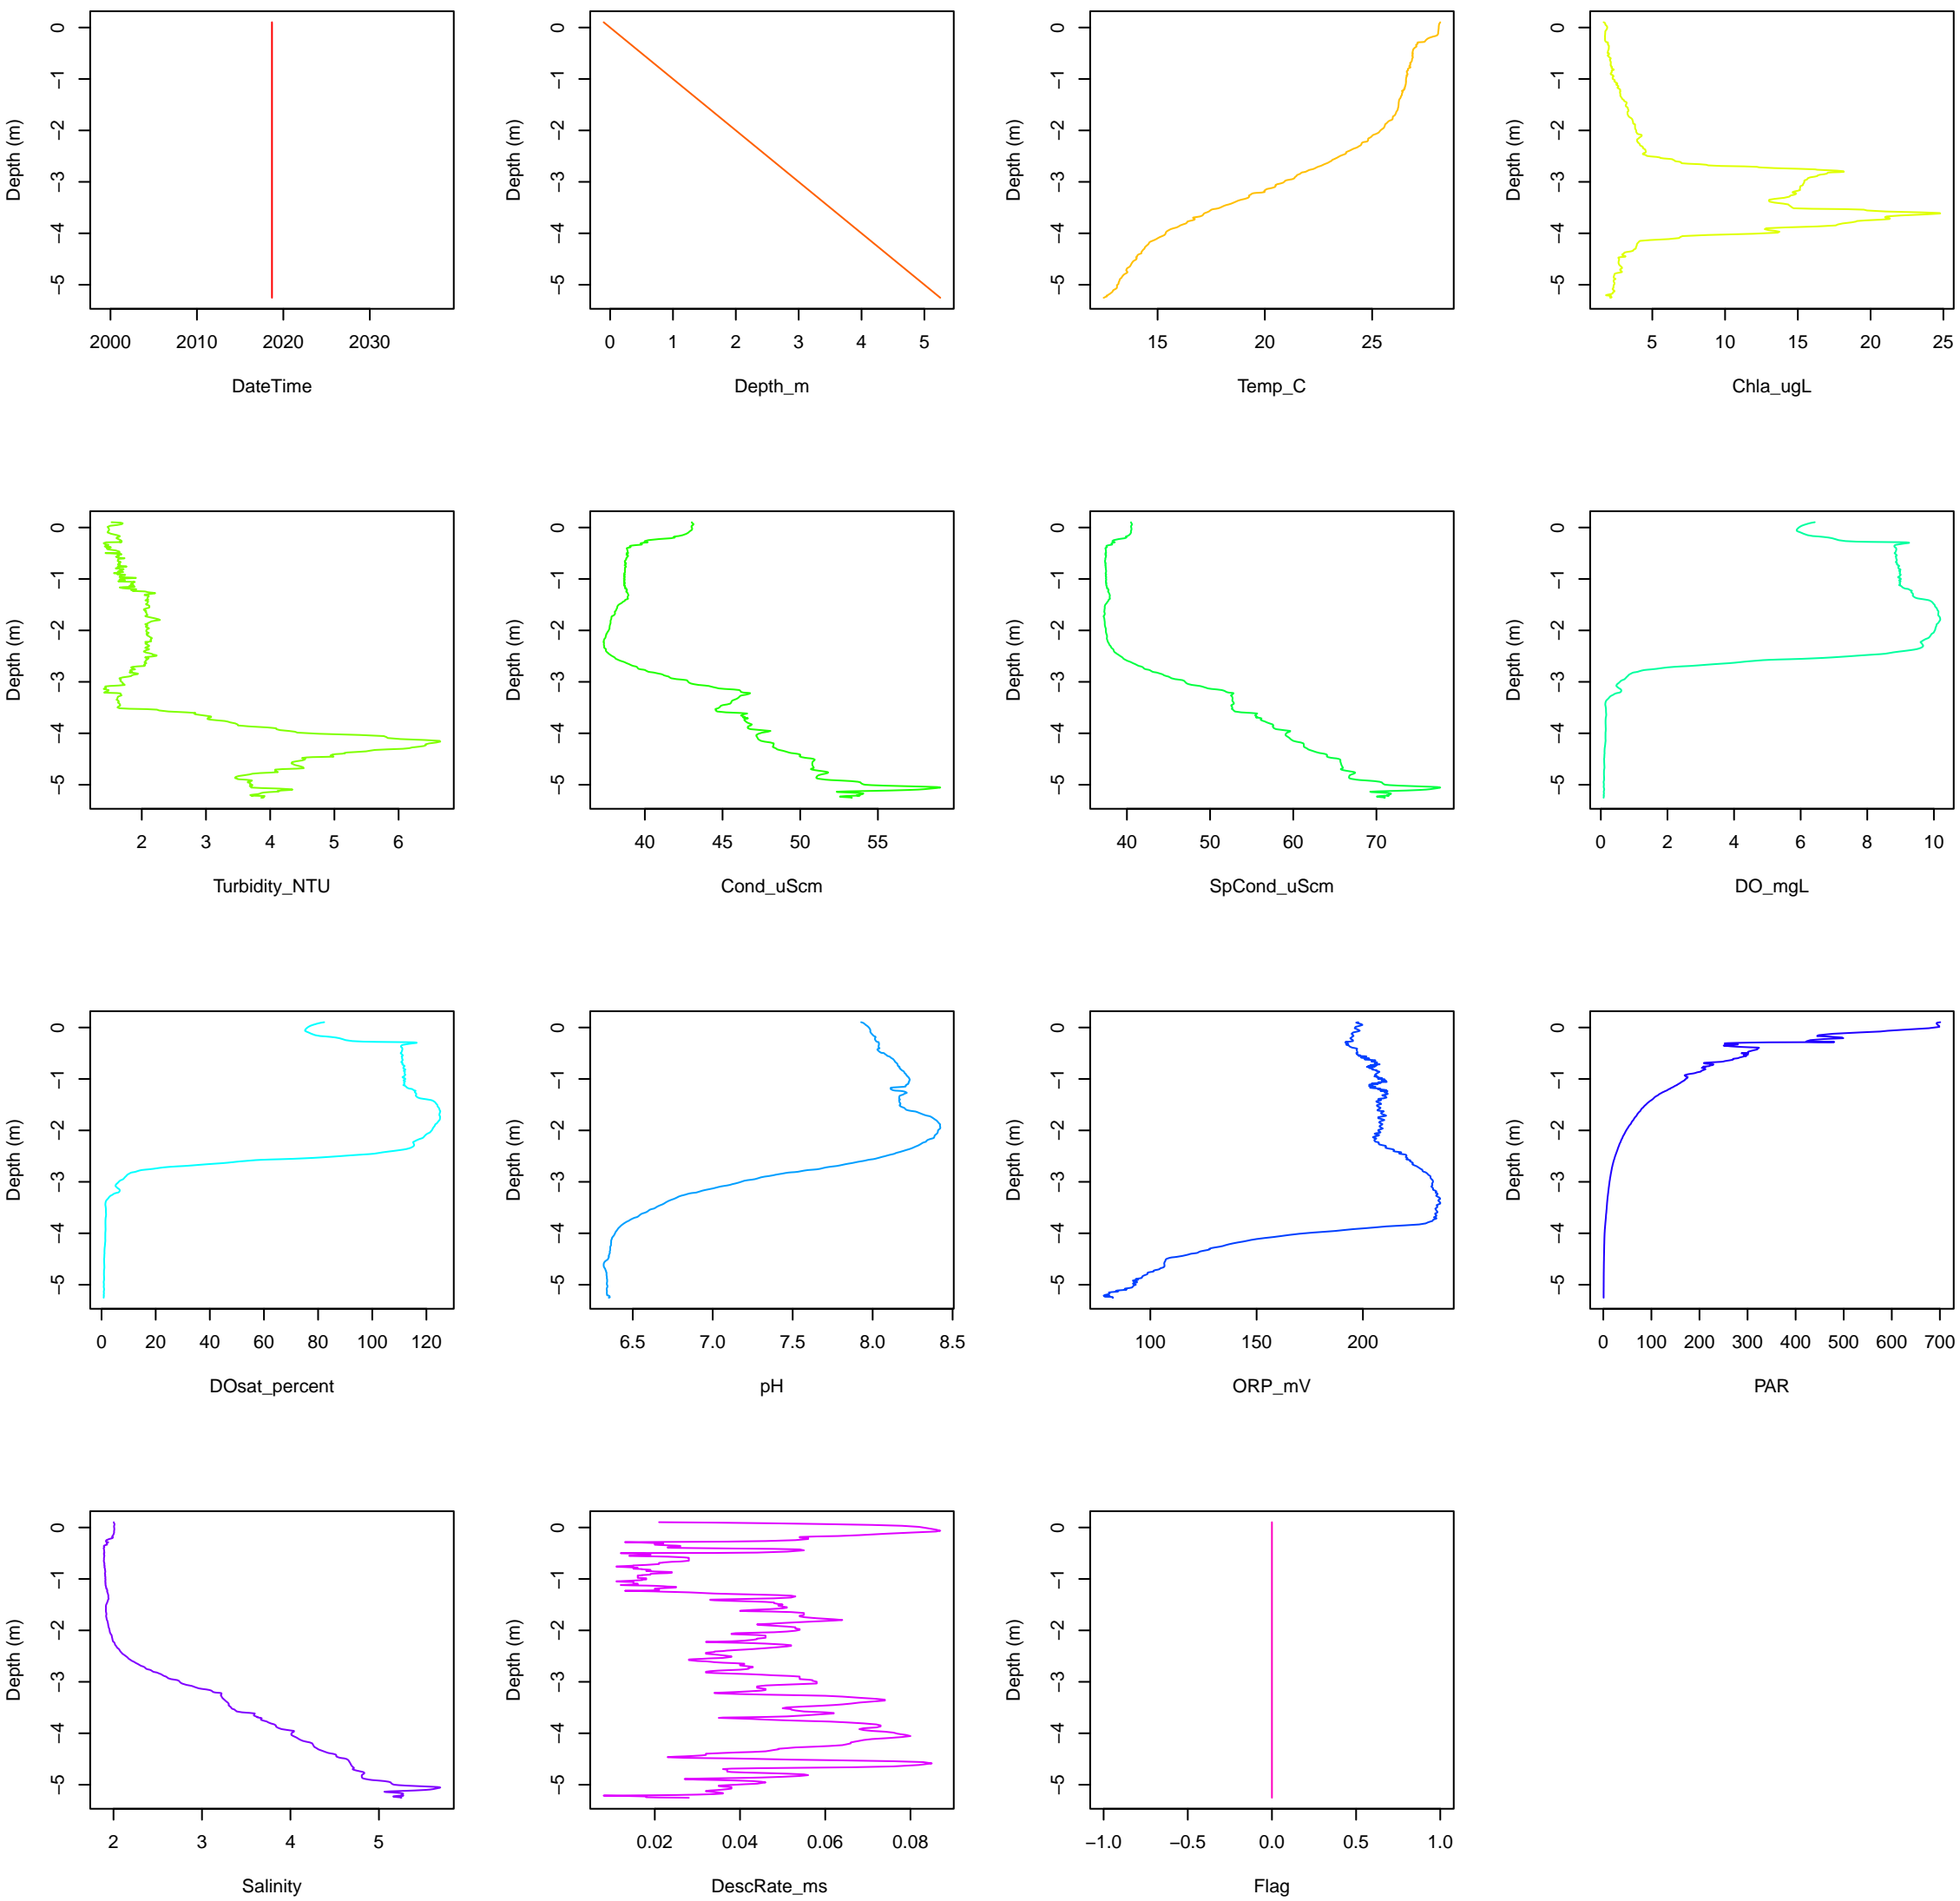 Depth (m)
0
−1
−2
−3
−4
−5
2000 2010 2020 2030
DateTime
Depth (m)
0
−1
−2
−3
−4
−5
0 1 2 3 4 5
Depth_m
Depth (m)
0
−1
−2
−3
−4
−5
15 20 25
Temp_C
Depth (m)
0
−1
−2
−3
−4
−5
5 10 15 20 25
Chla_ugL
Depth (m)
0
−1
−2
−3
−4
−5
2 3 4 5 6
Turbidity_NTU
Depth (m)
0
−1
−2
−3
−4
−5
40 45 50 55
Cond_uScm
Depth (m)
0
−1
−2
−3
−4
−5
40 50 60 70
SpCond_uScm
Depth (m)
0
−1
−2
−3
−4
−5
0 2 4 6 8 10
DO_mgL
Depth (m)
0
−1
−2
−3
−4
−5
0 20 40 60 80 100 120
DOsat_percent
Depth (m)
0
−1
−2
−3
−4
−5
6.5 7.0 7.5 8.0 8.5
pH
Depth (m)
0
−1
−2
−3
−4
−5
100 150 200
ORP_mV
Depth (m)
0
−1
−2
−3
−4
−5
0 100 200 300 400 500 600 700
PAR
Depth (m)
0
−1
−2
−3
−4
−5
2 3 4 5
Salinity
Depth (m)
0
−1
−2
−3
−4
−5
0.02 0.04 0.06 0.08
DescRate_ms
Depth (m)
0
−1
−2
−3
−4
−5
−1.0 −0.5 0.0 0.5 1.0
Flag